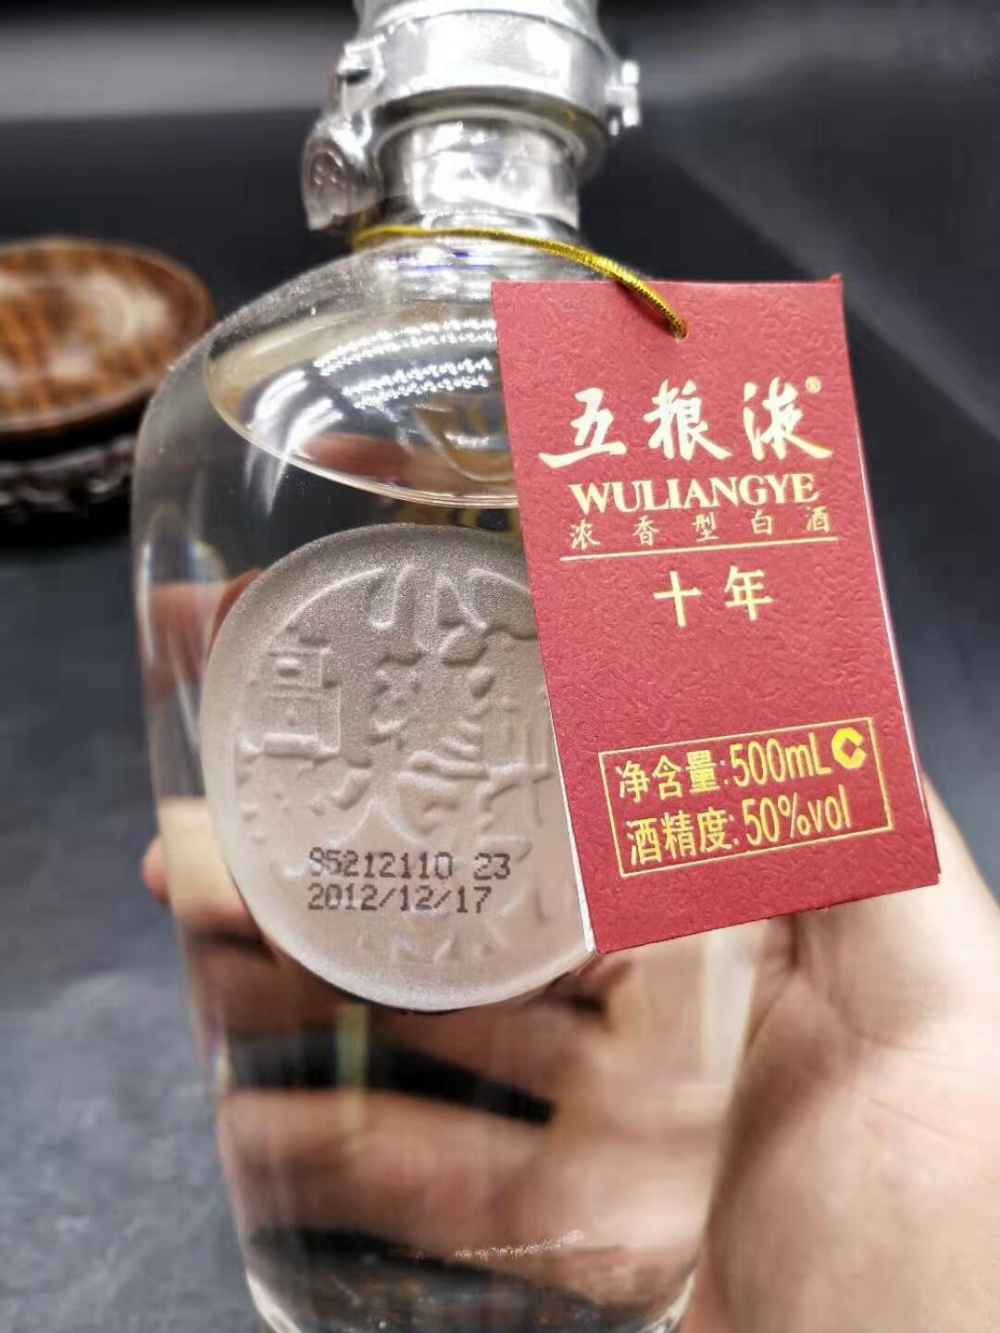 五粮液®
WULIANGYE
浓香型白酒
十年
净含量:500mL
酒精度:50%vol
95212110 23
2012/12/17